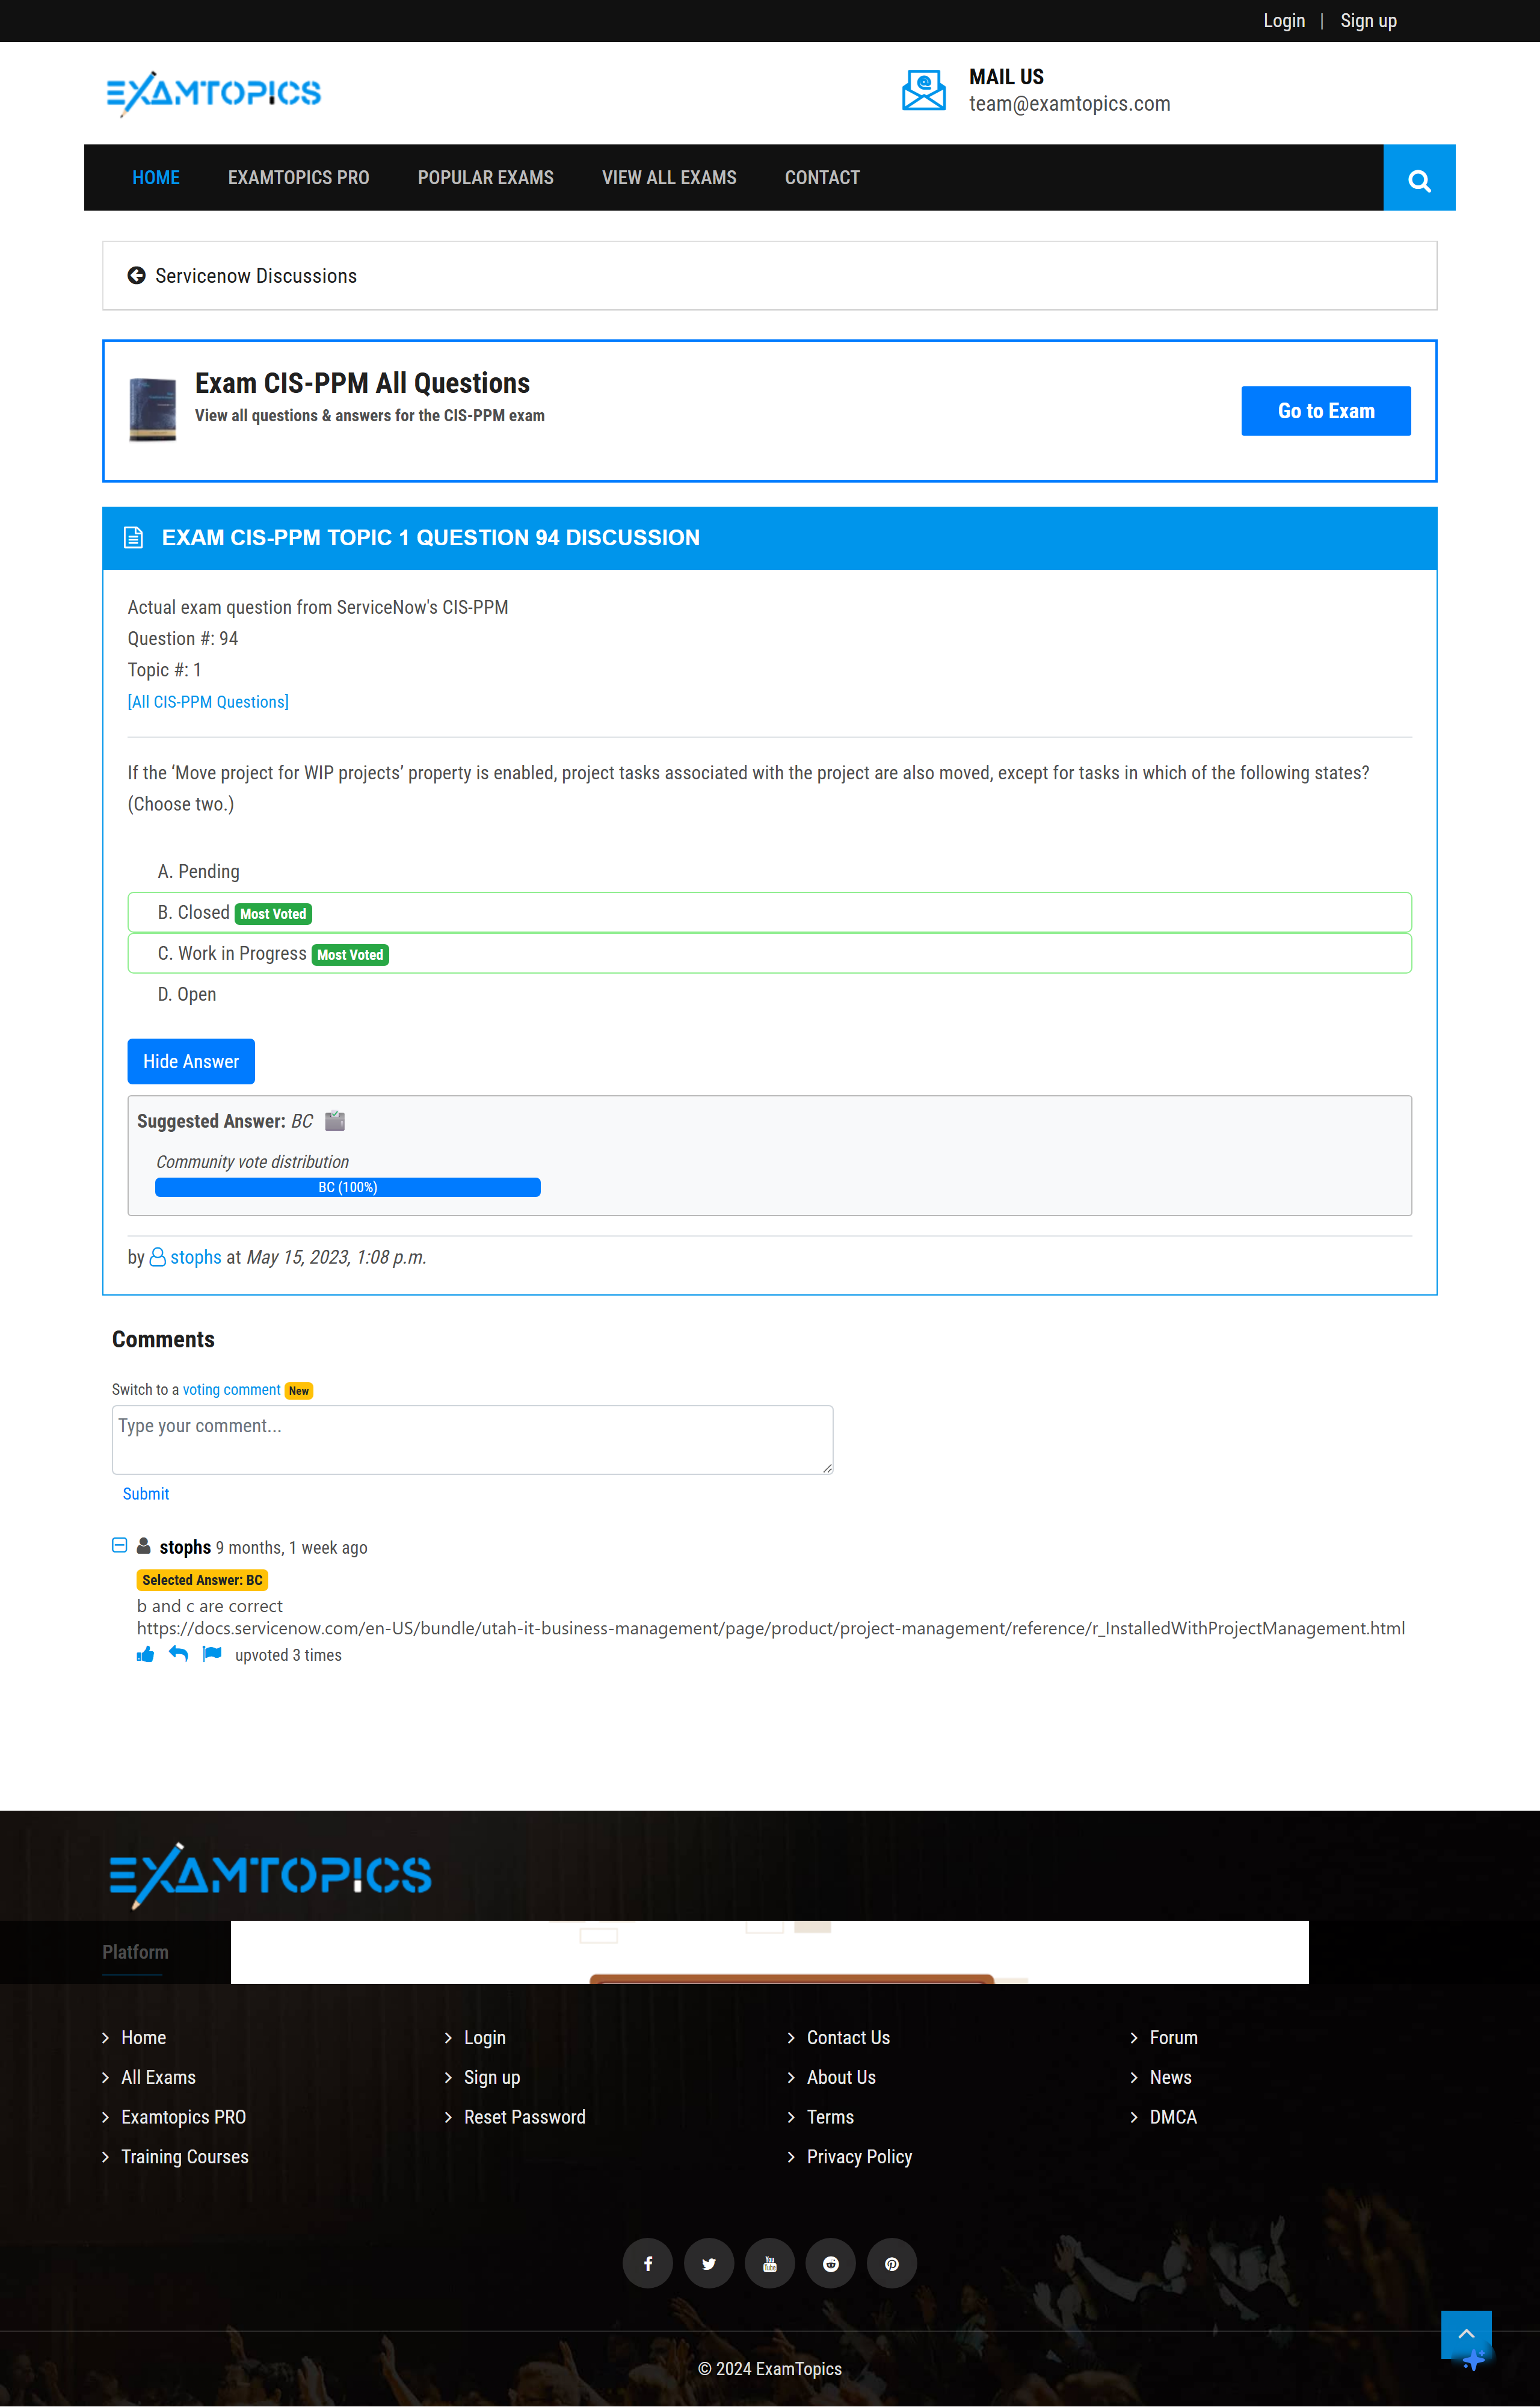 Login | Sign up
EXAMTOPICS
MAIL US
team@examtopics.com
HOME EXAMTOPICS PRO POPULAR EXAMS VIEW ALL EXAMS CONTACT
Servicenow Discussions
Exam CIS-PPM All Questions
View all questions & answers for the CIS-PPM exam
Go to Exam
EXAM CIS-PPM TOPIC 1 QUESTION 94 DISCUSSION
Actual exam question from ServiceNow's CIS-PPM
Question #: 94
Topic #: 1
[All CIS-PPM Questions]
If the ‘Move project for WIP projects’ property is enabled, project tasks associated with the project are also moved, except for tasks in which of the following states?
(Choose two.)
A. Pending
B. Closed Most Voted
C. Work in Progress Most Voted
D. Open
Hide Answer
Suggested Answer: BC
Community vote distribution
BC (100%)
by stophs at May 15, 2023, 1:08 p.m.
Comments
Switch to a voting comment New
Type your comment...
Submit
stophs 9 months, 1 week ago
Selected Answer: BC
b and c are correct
https://docs.servicenow.com/en-US/bundle/utah-it-business-management/page/product/project-management/reference/r_InstalledWithProjectManagement.html
upvoted 3 times
EXAMTOPICS
Platform
Home Login Contact Us Forum
All Exams Sign up About Us News
Examtopics PRO Reset Password Terms DMCA
Training Courses Privacy Policy
© 2024 ExamTopics